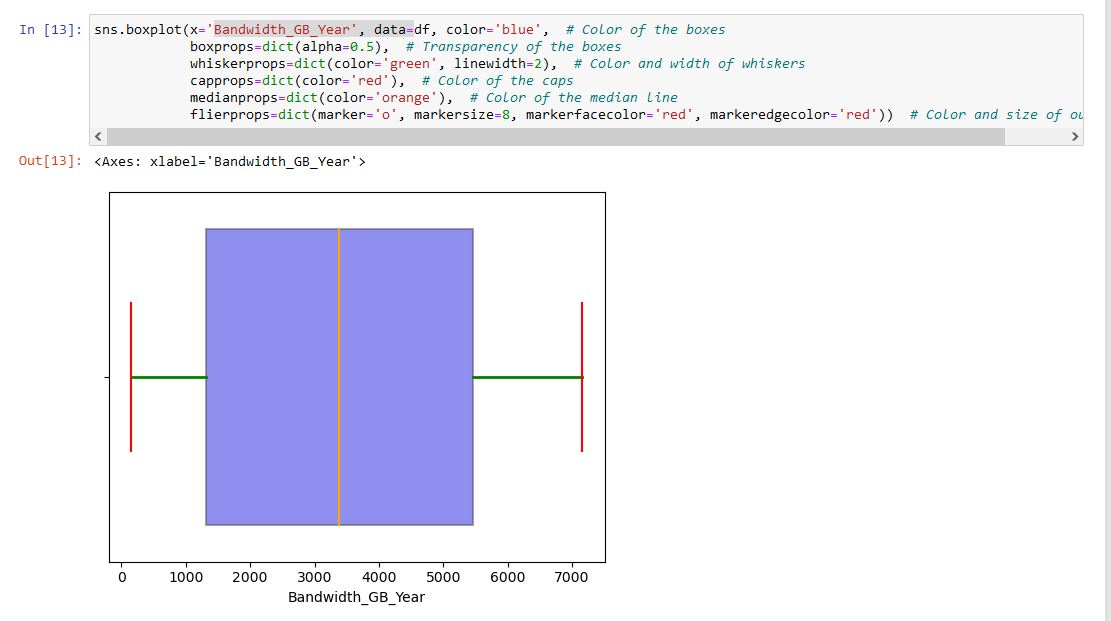 In [13]: sns.boxplot(x='Bandwidth_GB_Year', data=df, color='blue',  # Color of the boxes
boxprops=dict(alpha=0.5),  # Transparency of the boxes
whiskerprops=dict(color='green', linewidth=2),  # Color and width of whiskers
capprops=dict(color='red'),  # Color of the caps
medianprops=dict(color='orange'),  # Color of the median line
flierprops=dict(marker='o', markersize=8, markerfacecolor='red', markeredgecolor='red'))  # Color and size of
Out[13]: <Axes: xlabel='Bandwidth_GB_Year'>
0 1000 2000 3000 4000 5000 6000 7000
Bandwidth_GB_Year